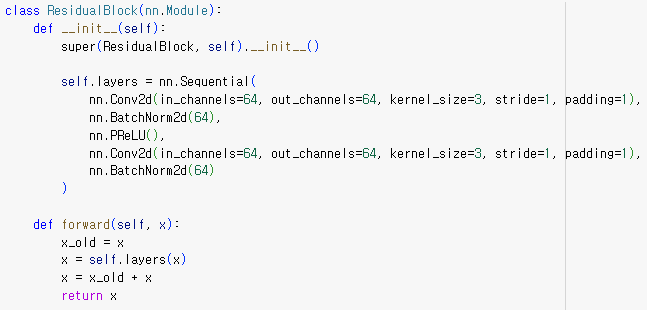 class ResidualBlock(nn.Module):
    def __init__(self):
        super(ResidualBlock, self).__init__()

        self.layers = nn.Sequential(
            nn.Conv2d(in_channels=64, out_channels=64, kernel_size=3, stride=1, padding=1),
            nn.BatchNorm2d(64),
            nn.PReLU(),
            nn.Conv2d(in_channels=64, out_channels=64, kernel_size=3, stride=1, padding=1),
            nn.BatchNorm2d(64)
        )

    def forward(self, x):
        x_old = x
        x = self.layers(x)
        x = x_old + x
        return x